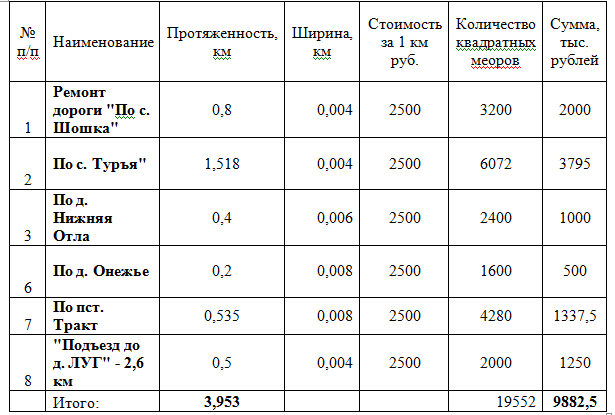 № п/п | Наименование | Протяженность, км | Ширина, км | Стоимость за 1 км руб. | Количество квадратных меоров | Сумма, тыс. рублей
1 | Ремонт дороги "По с. Шошка" | 0,8 | 0,004 | 2500 | 3200 | 2000
2 | По с. Туръя" | 1,518 | 0,004 | 2500 | 6072 | 3795
3 | По д. Нижняя Отла | 0,4 | 0,006 | 2500 | 2400 | 1000
6 | По д. Онежье | 0,2 | 0,008 | 2500 | 1600 | 500
7 | По пст. Тракт | 0,535 | 0,008 | 2500 | 4280 | 1337,5
8 | "Подъезд до д. ЛУГ" - 2,6 км | 0,5 | 0,004 | 2500 | 2000 | 1250
Итого: | 3,953 | 19552 | 9882,5